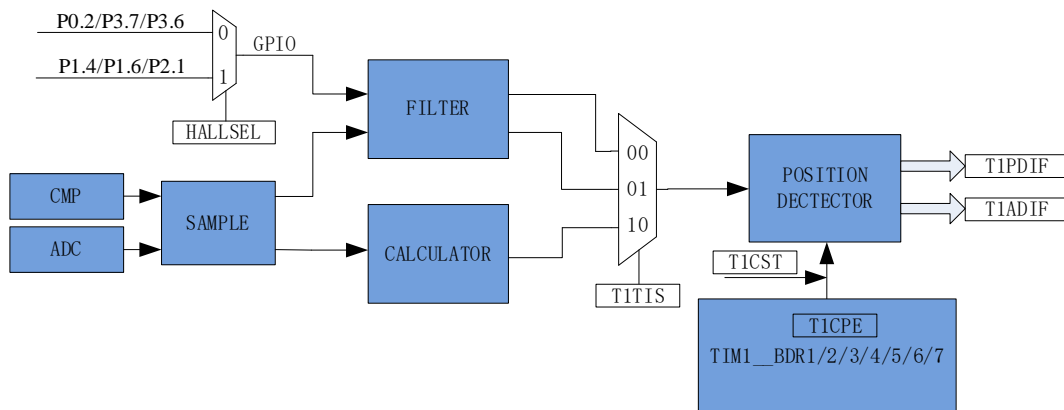 P0.2/P3.7/P3.6
0
GPIO
P1.4/P1.6/P2.1
1
HALLSEL
FILTER
CMP
ADC
SAMPLE
CALCULATOR
00
01
10
T1TIS
POSITION
DECTECTOR
T1PDIF
T1ADIF
T1CST
T1CPE
TIM1__BDR1/2/3/4/5/6/7